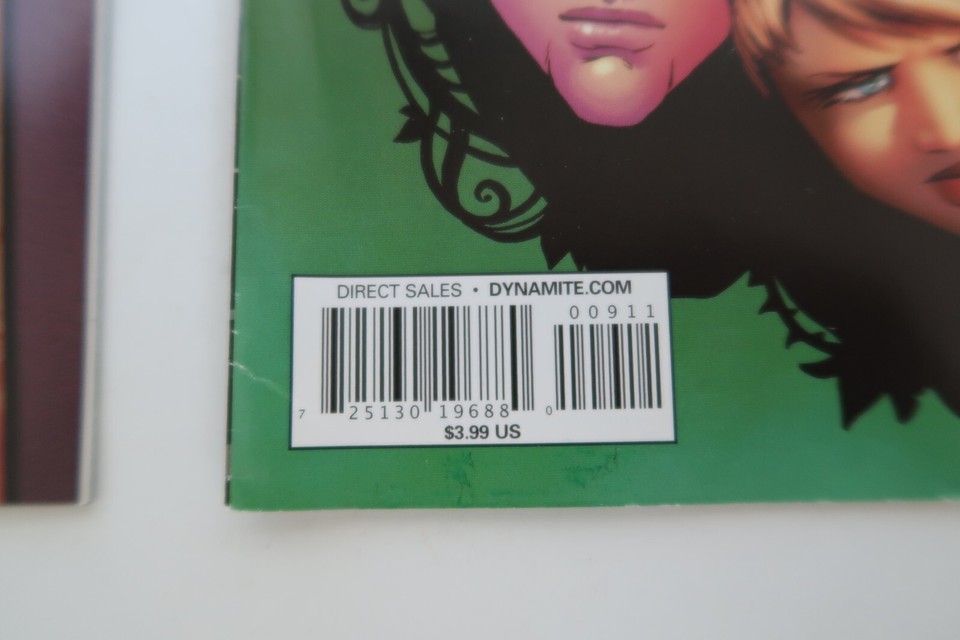 DIRECT SALES • DYNAMITE.COM
00911
7 25130 19688 0
$3.99 US